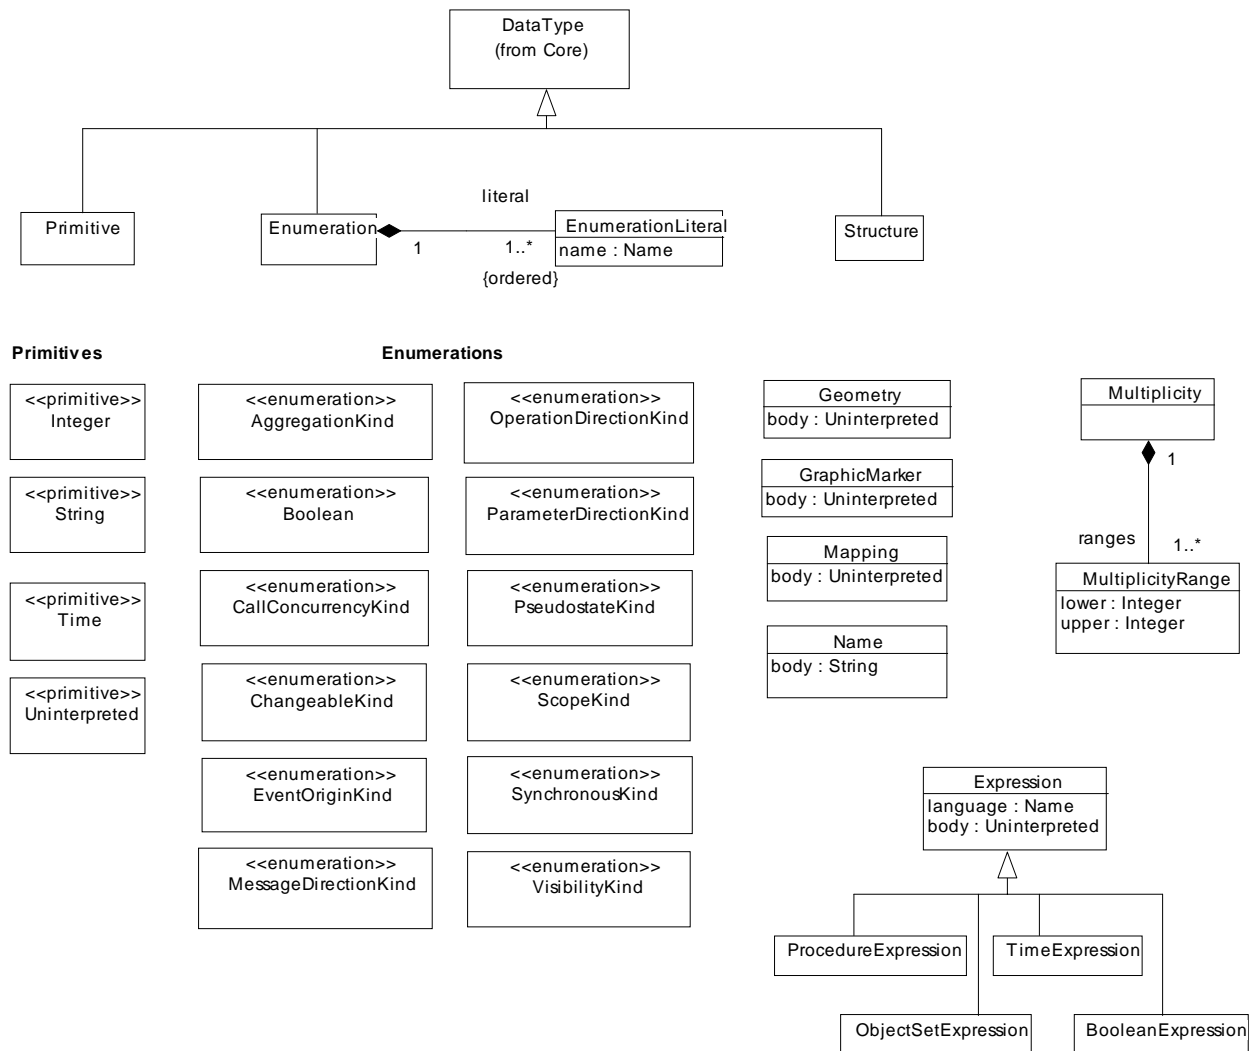 DataType
(from Core)
Primitive
Enumeration
1
literal
1..*
{ordered}
EnumerationLiteral
name : Name
Structure
Primitives
<<primitive>>
Integer
<<primitive>>
String
<<primitive>>
Time
<<primitive>>
Uninterpreted
Enumerations
<<enumeration>>
AggregationKind
<<enumeration>>
Boolean
<<enumeration>>
CallConcurrencyKind
<<enumeration>>
ChangeableKind
<<enumeration>>
EventOriginKind
<<enumeration>>
MessageDirectionKind
<<enumeration>>
OperationDirectionKind
<<enumeration>>
ParameterDirectionKind
<<enumeration>>
PseudostateKind
<<enumeration>>
ScopeKind
<<enumeration>>
SynchronousKind
<<enumeration>>
VisibilityKind
Geometry
body : Uninterpreted
GraphicMarker
body : Uninterpreted
Mapping
body : Uninterpreted
Name
body : String
Multiplicity
1
ranges
1..*
MultiplicityRange
lower : Integer
upper : Integer
Expression
language : Name
body : Uninterpreted
ProcedureExpression
TimeExpression
ObjectSetExpression
BooleanExpression